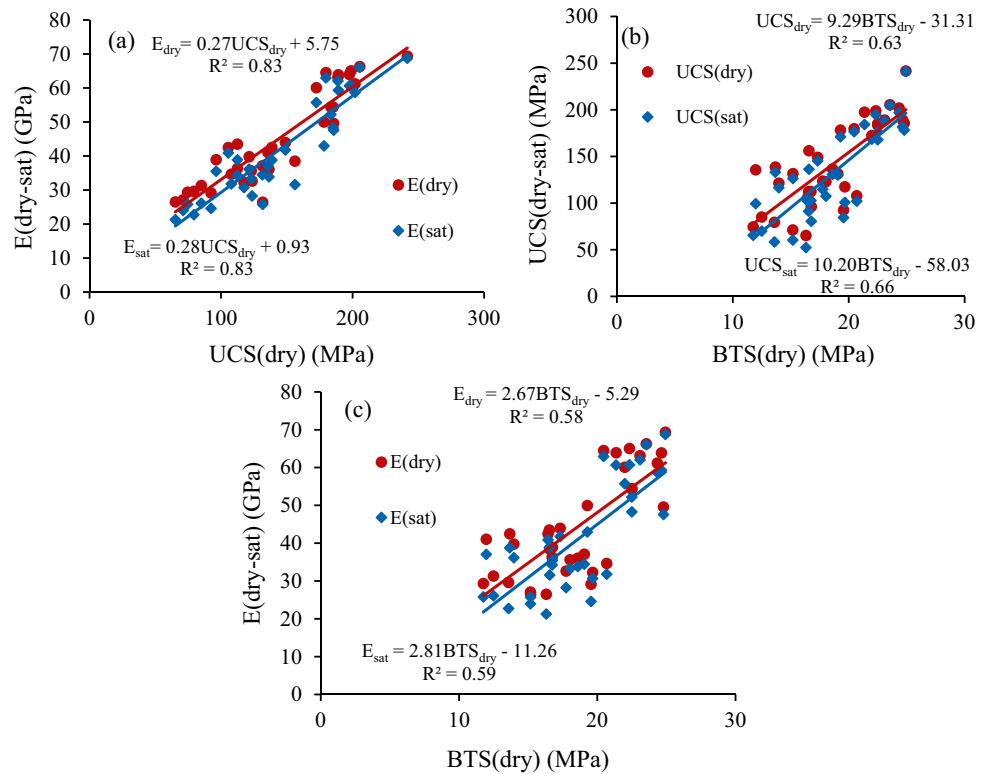 (a)
E_dry = 0.27UCS_dry + 5.75
R² = 0.83
E(dry)
E(sat)
E_sat = 0.28UCS_dry + 0.93
R² = 0.83
E(dry-sat) (GPa)
80
70
60
50
40
30
20
10
0
0 100 200 300
UCS(dry) (MPa)
(b)
UCS_dry = 9.29BTS_dry - 31.31
R² = 0.63
UCS(dry)
UCS(sat)
UCS_sat = 10.20BTS_dry - 58.03
R² = 0.66
UCS(dry-sat) (MPa)
300
250
200
150
100
50
0
0 10 20 30
BTS(dry) (MPa)
(c)
E_dry = 2.67BTS_dry - 5.29
R² = 0.58
E(dry)
E(sat)
E_sat = 2.81BTS_dry - 11.26
R² = 0.59
E(dry-sat) (GPa)
80
70
60
50
40
30
20
10
0
0 10 20 30
BTS(dry) (MPa)